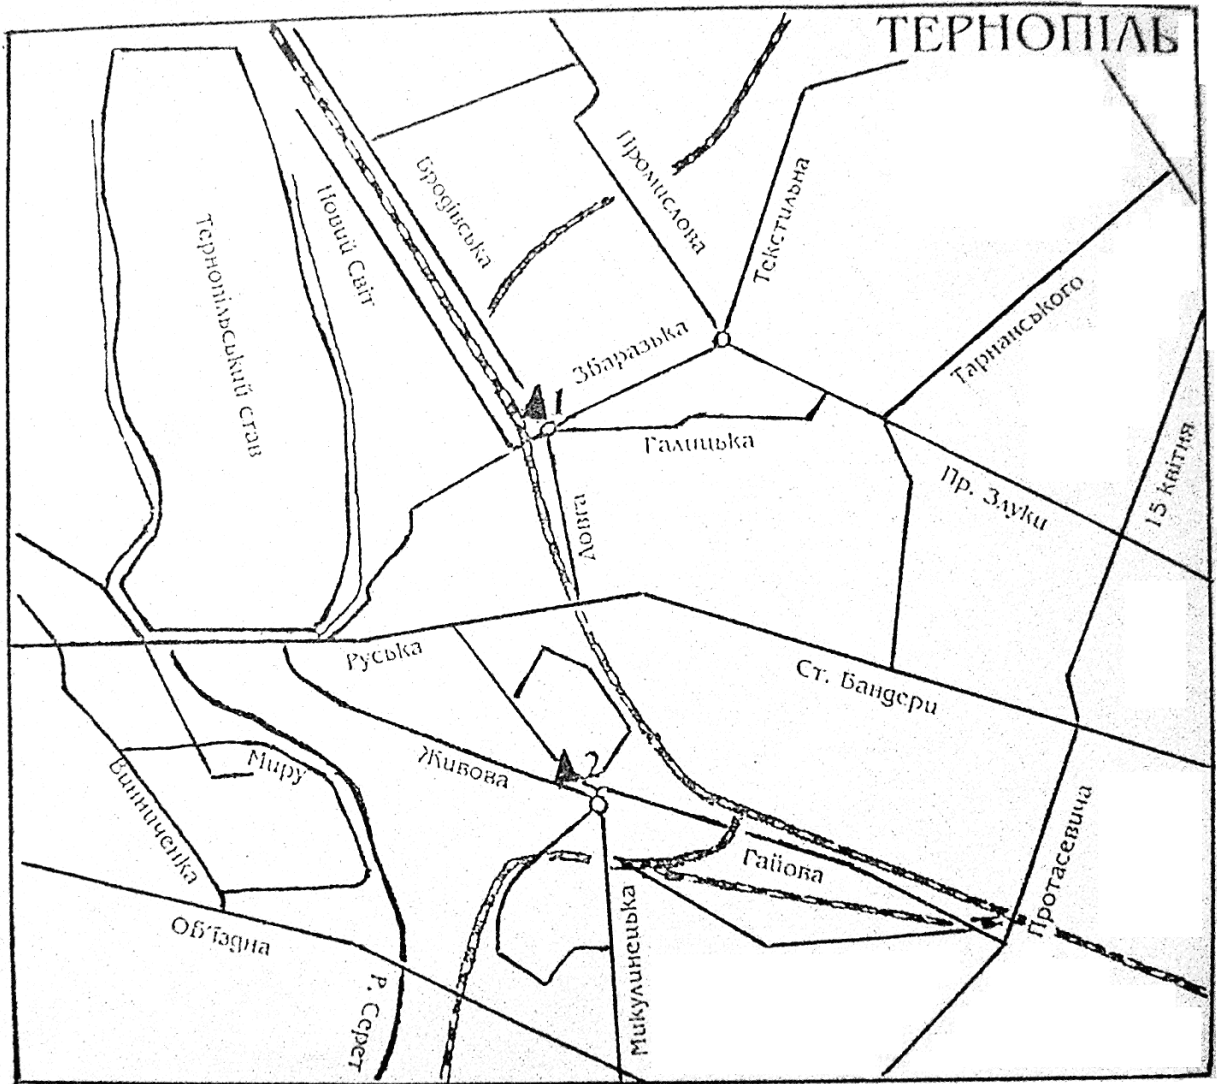 ТЕРНОПІЛЬ
Промислова
Бродівська
Новий Світ
Текстильна
Тернопільський став
Збаразька
Тарнавського
1
Галицька
Пр. Злуки
15 квітня
Довга
Руська
Ст. Бандери
Живова
2
Миру
Винниченка
Гайова
Протасевича
Об'їздна
Микулинецька
Р. Серет